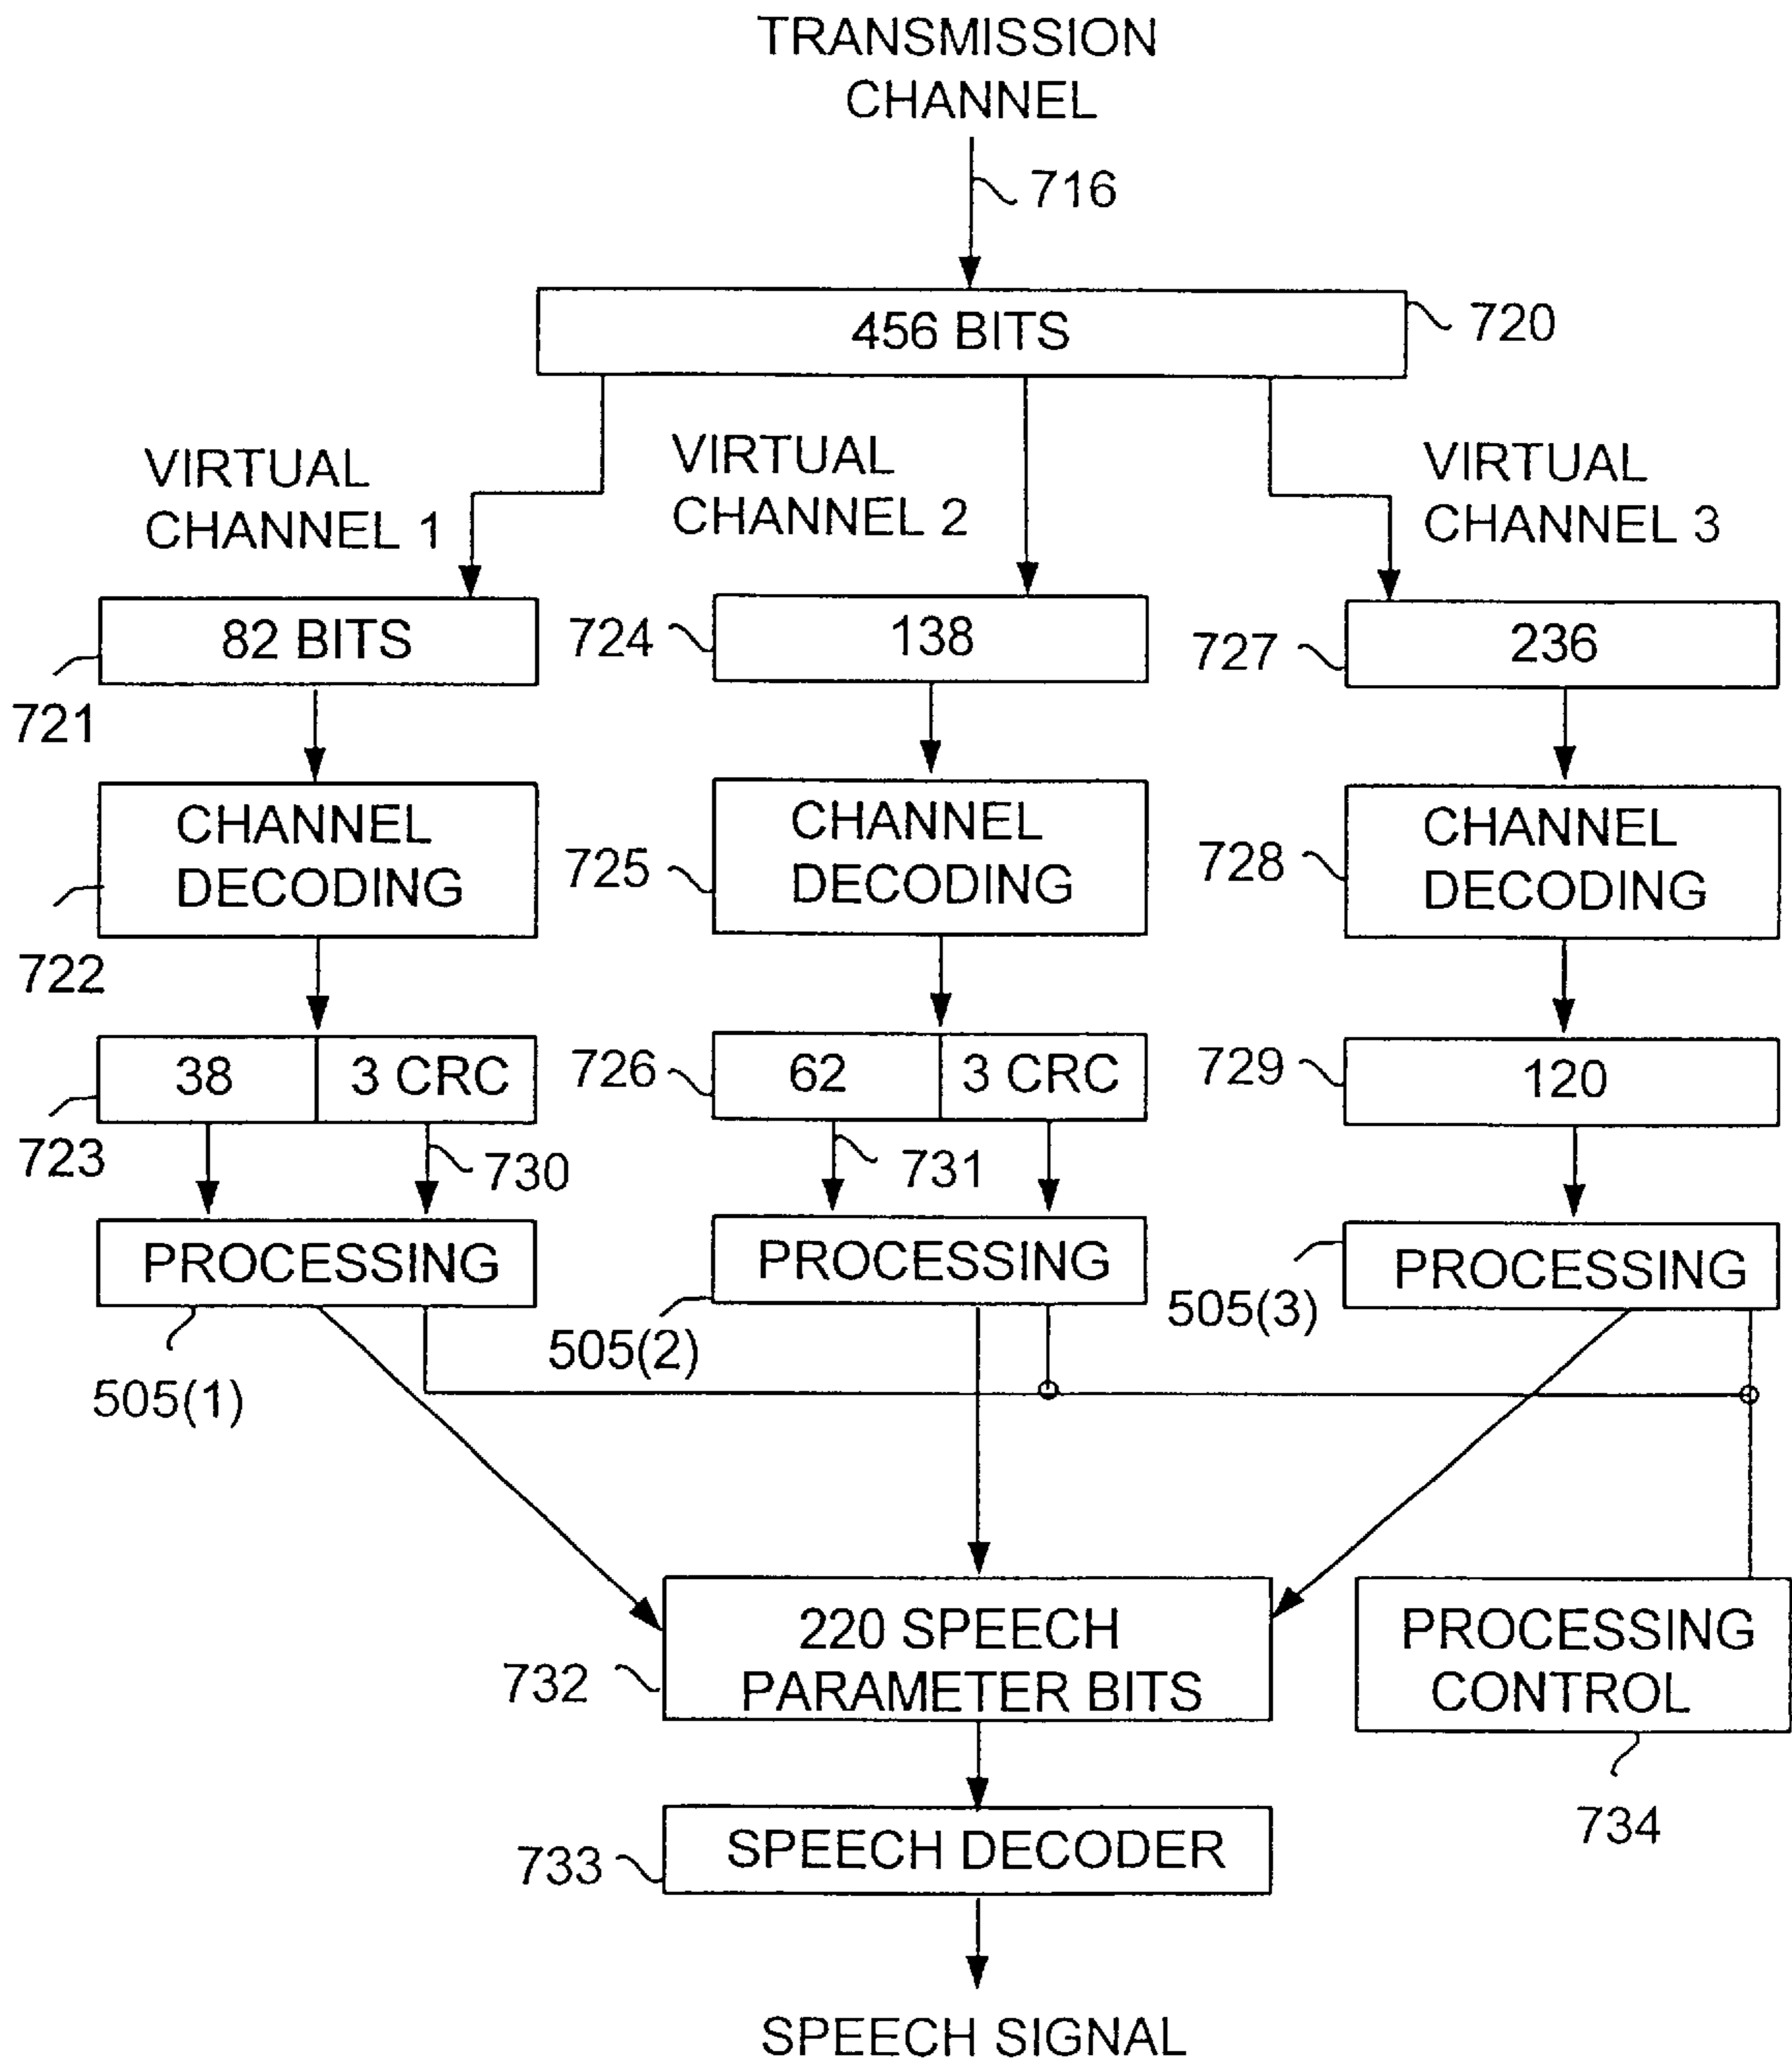 TRANSMISSION
CHANNEL
716
456 BITS
720
VIRTUAL
CHANNEL 1
VIRTUAL
CHANNEL 2
VIRTUAL
CHANNEL 3
82 BITS
721
724
138
727
236
CHANNEL
DECODING
722
725
CHANNEL
DECODING
728
CHANNEL
DECODING
38
3 CRC
723
726
62
3 CRC
729
120
730
731
PROCESSING
505(1)
PROCESSING
505(2)
PROCESSING
505(3)
732
220 SPEECH
PARAMETER BITS
PROCESSING
CONTROL
734
733
SPEECH DECODER
SPEECH SIGNAL